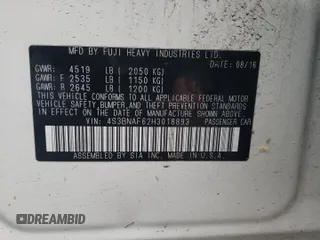 MFD BY FUJI HEAVY INDUSTRIES LTD.
GVWR: 4519 LB ( 2050 KG) DATE: 08/16
GAWR: F 2535 LB ( 1150 KG)
GAWR: R 2645 LB ( 1200 KG)
THIS VEHICLE CONFORMS TO ALL APPLICABLE FEDERAL MOTOR
VEHICLE SAFETY, BUMPER, AND THEFT PREVENTION STANDARDS
IN EFFECT ON THE DATE OF MANUFACTURE SHOWN ABOVE.
VIN: 4S3BNAF62H3018893 PASSENGER CAR
ASSEMBLED BY SIA INC. MADE IN U.S.A.
DREAMBID